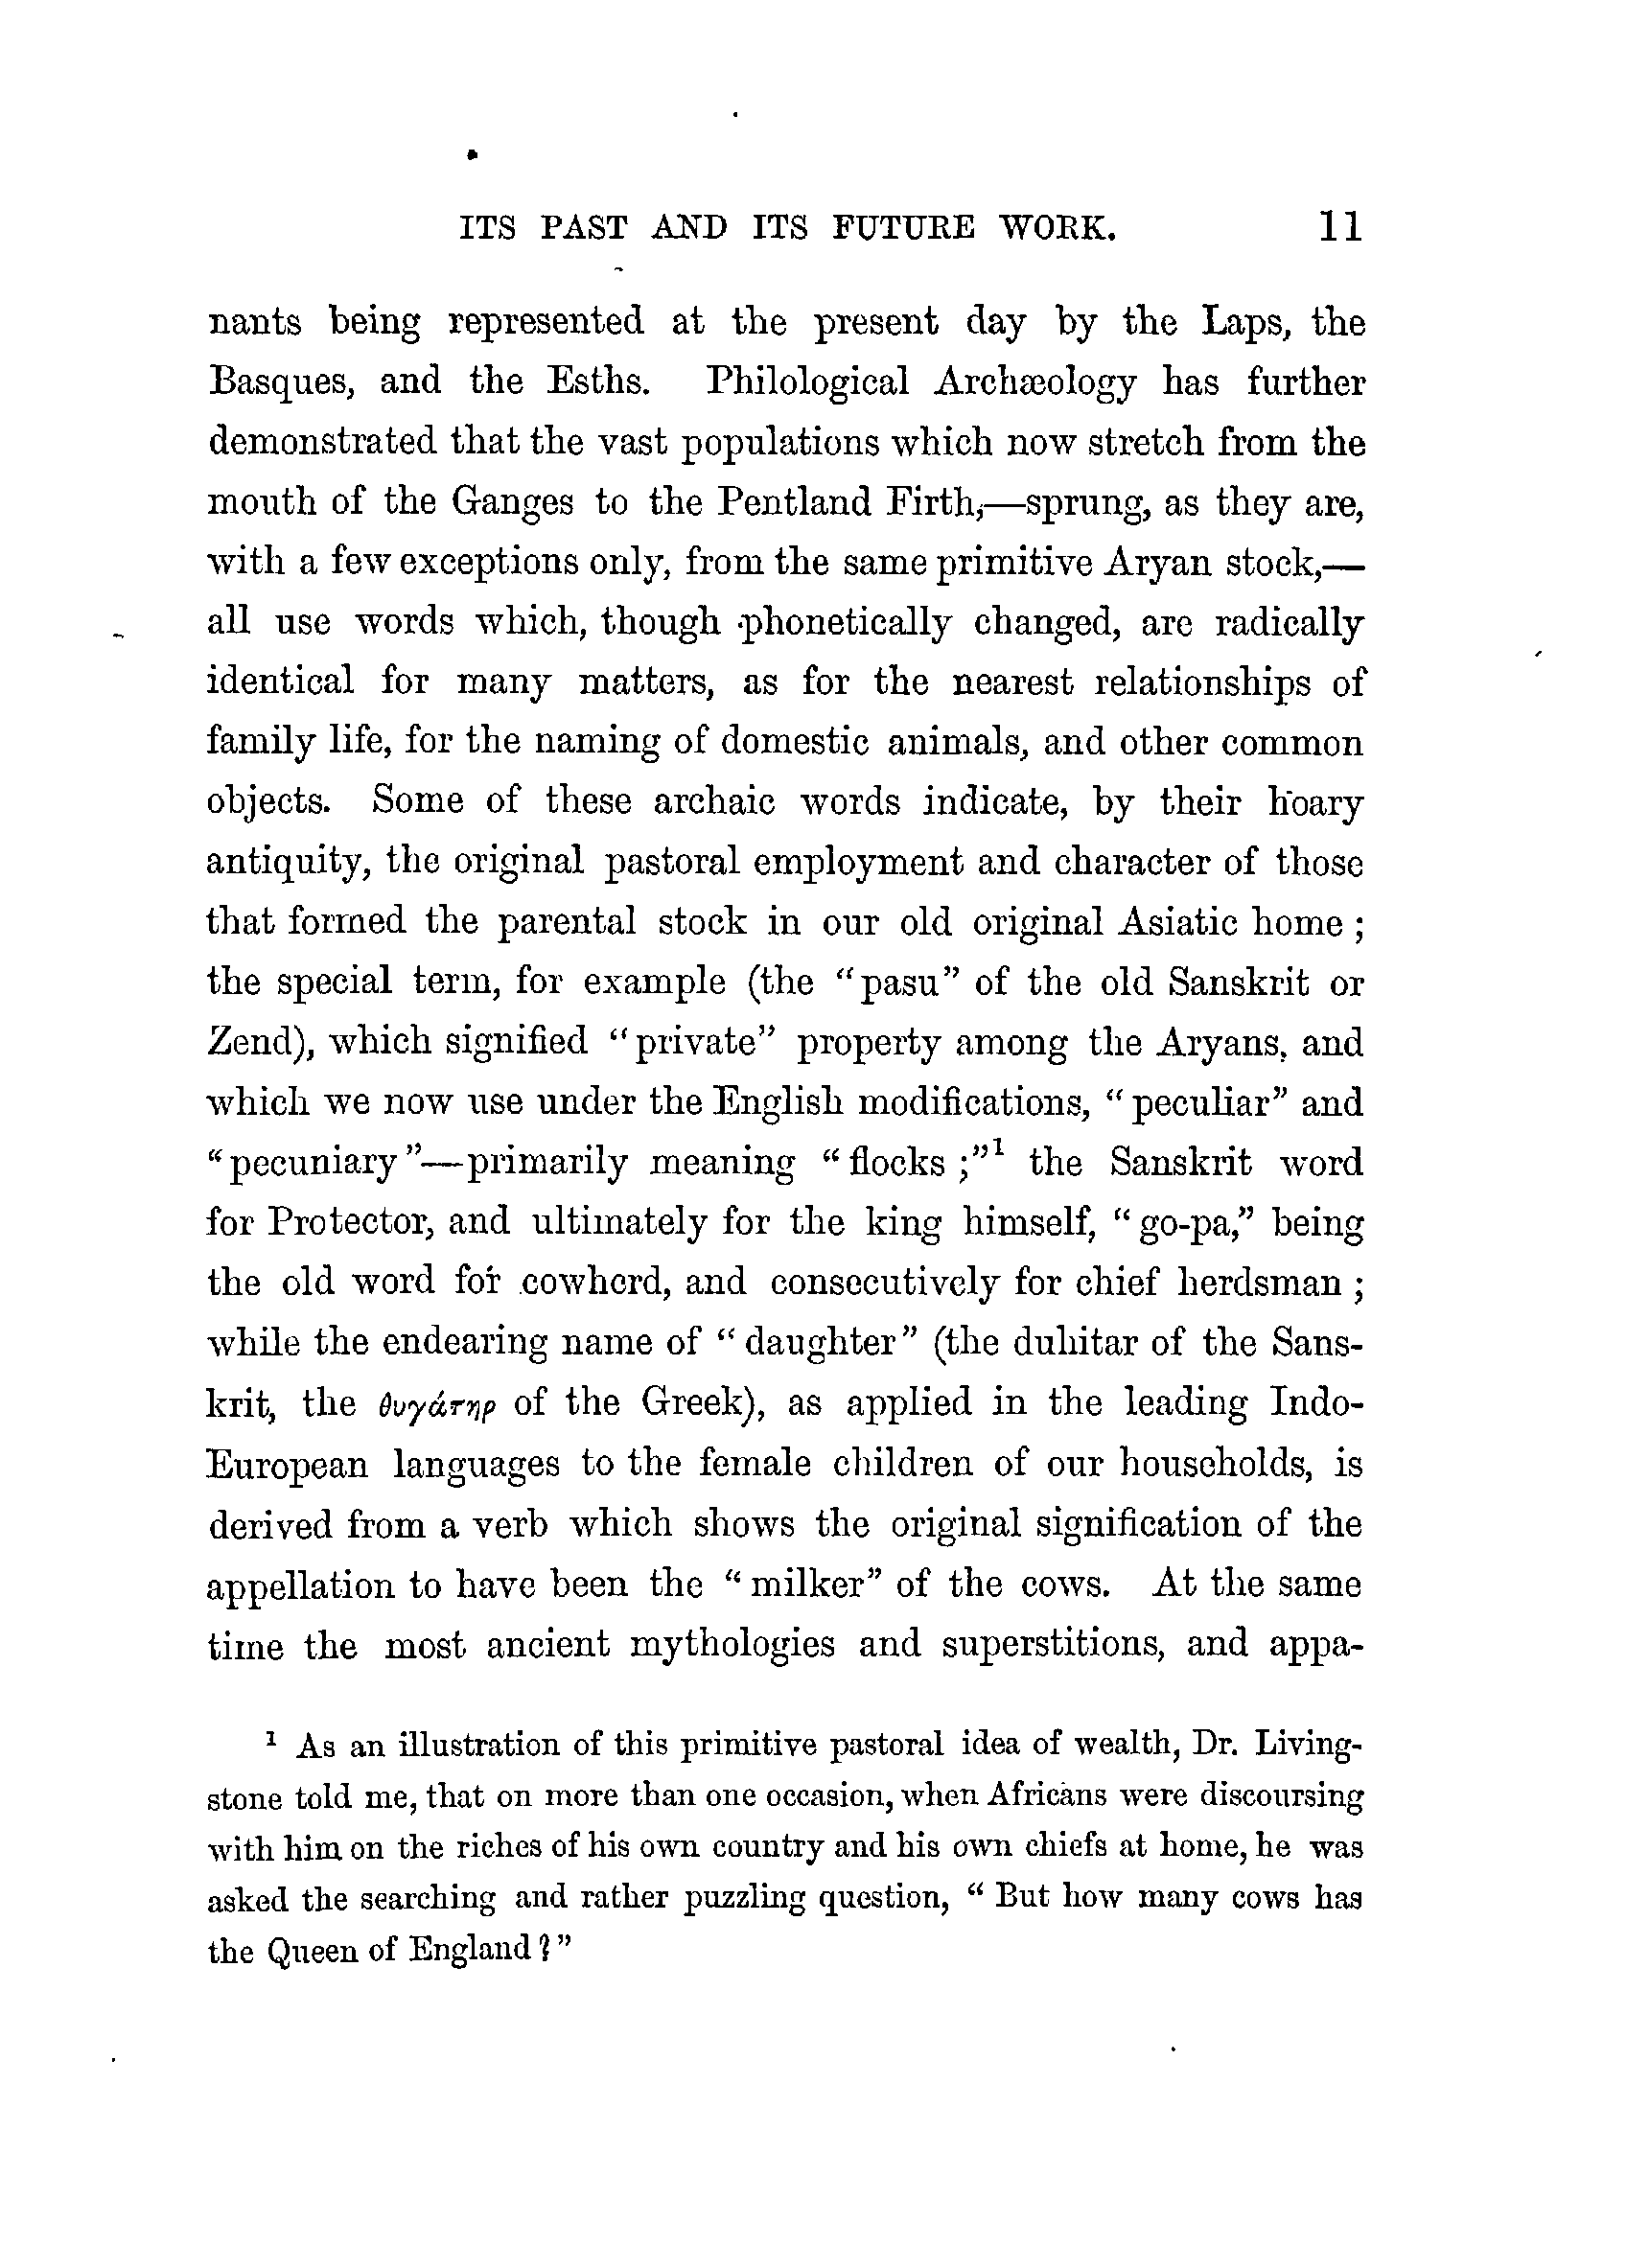 ITS PAST AND ITS FUTURE WORK. 11
nants being represented at the present day by the Laps, the
Basques, and the Esths. Philological Archæology has further
demonstrated that the vast populations which now stretch from the
mouth of the Ganges to the Pentland Firth,—sprung, as they are,
with a few exceptions only, from the same primitive Aryan stock,—
all use words which, though phonetically changed, are radically
identical for many matters, as for the nearest relationships of
family life, for the naming of domestic animals, and other common
objects. Some of these archaic words indicate, by their hoary
antiquity, the original pastoral employment and character of those
that formed the parental stock in our old original Asiatic home ;
the special term, for example (the "pasu" of the old Sanskrit or
Zend), which signified "private" property among the Aryans, and
which we now use under the English modifications, "peculiar" and
"pecuniary"—primarily meaning "flocks ;"¹ the Sanskrit word
for Protector, and ultimately for the king himself, "go-pa," being
the old word for cowherd, and consecutively for chief herdsman ;
while the endearing name of "daughter" (the duhitar of the Sans-
krit, the θυγάτηρ of the Greek), as applied in the leading Indo-
European languages to the female children of our households, is
derived from a verb which shows the original signification of the
appellation to have been the "milker" of the cows. At the same
time the most ancient mythologies and superstitions, and appa-
¹ As an illustration of this primitive pastoral idea of wealth, Dr. Living-
stone told me, that on more than one occasion, when Africans were discoursing
with him on the riches of his own country and his own chiefs at home, he was
asked the searching and rather puzzling question, "But how many cows has
the Queen of England ?"